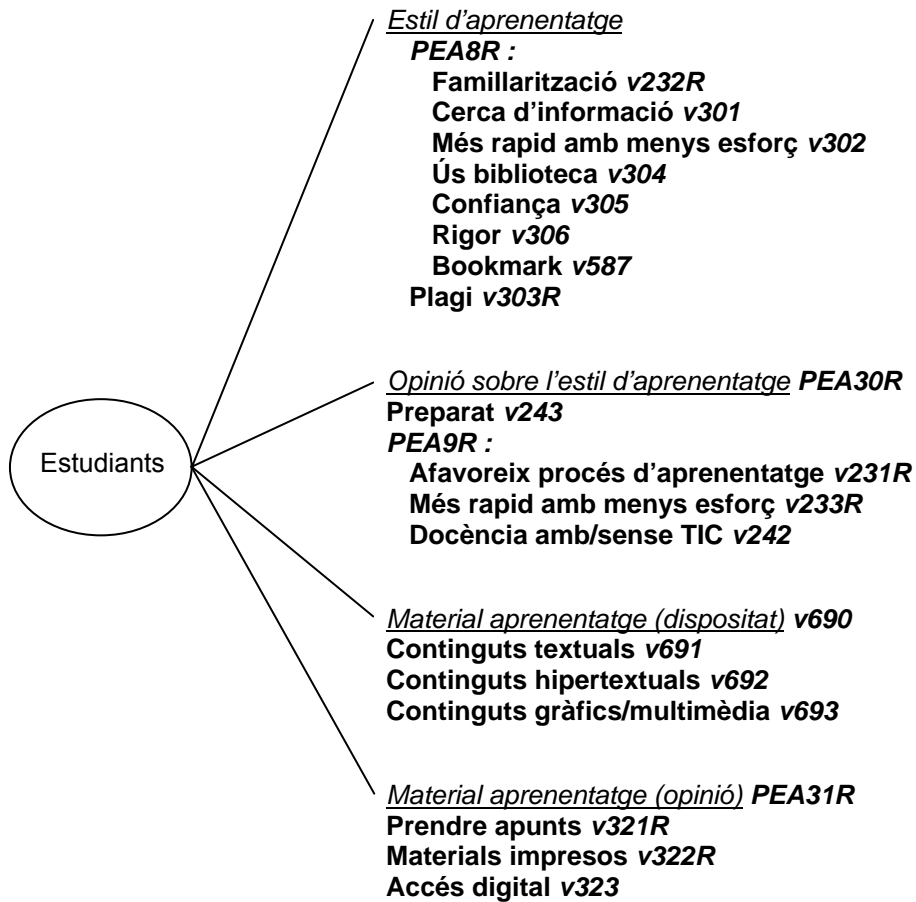 Estil d'aprenentatge
PEA8R :
Famillarització v232R
Cerca d'informació v301
Més rapid amb menys esforç v302
Ús biblioteca v304
Confiança v305
Rigor v306
Bookmark v587
Plagi v303R
Opinió sobre l'estil d'aprenentatge PEA30R
Preparat v243
PEA9R :
Afavoreix procés d'aprenentatge v231R
Més rapid amb menys esforç v233R
Docència amb/sense TIC v242
Estudiants
Material aprenentatge (dispositat) v690
Continguts textuals v691
Continguts hipertextuals v692
Continguts gràfics/multimèdia v693
Material aprenentatge (opinió) PEA31R
Prendre apunts v321R
Materials impresos v322R
Accés digital v323